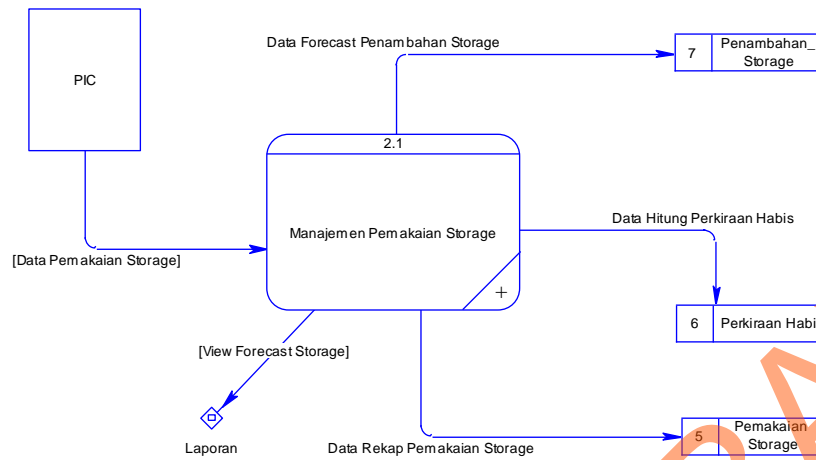 Data Forecast Penambahan Storage
7
Penambahan_
Storage
PIC
2.1
Data Hitung Perkiraan Habis
Manajemen Pemakaian Storage
[Data Pemakaian Storage]
+
6
Perkiraan Habi
[View Forecast Storage]
5
Pemakaian
Storage
Laporan
Data Rekap Pemakaian Storage